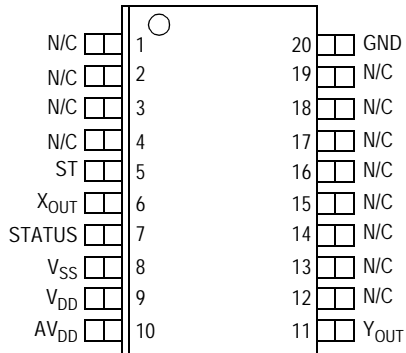 N/C 1 20 GND
N/C 2 19 N/C
N/C 3 18 N/C
N/C 4 17 N/C
ST 5 16 N/C
XOUT 6 15 N/C
STATUS 7 14 N/C
VSS 8 13 N/C
VDD 9 12 N/C
AVDD 10 11 YOUT